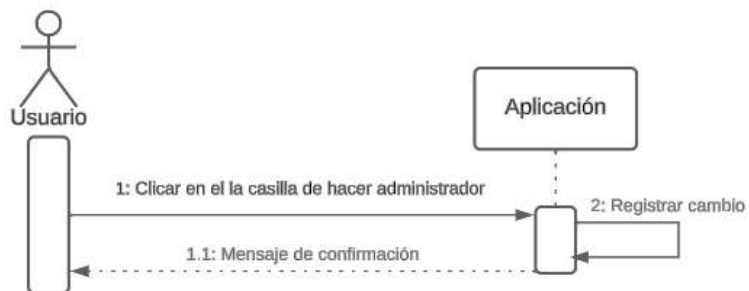 Usuario
Aplicación
1: Clicar en el la casilla de hacer administrador
2: Registrar cambio
1.1: Mensaje de confirmación